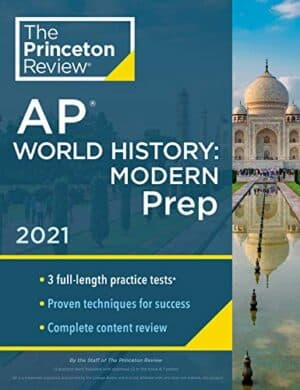 The
Princeton
Review®
AP®
WORLD HISTORY:
MODERN
Prep
2021
• 3 full-length practice tests*
• Proven techniques for success
• Complete content review
By the Staff of The Princeton Review